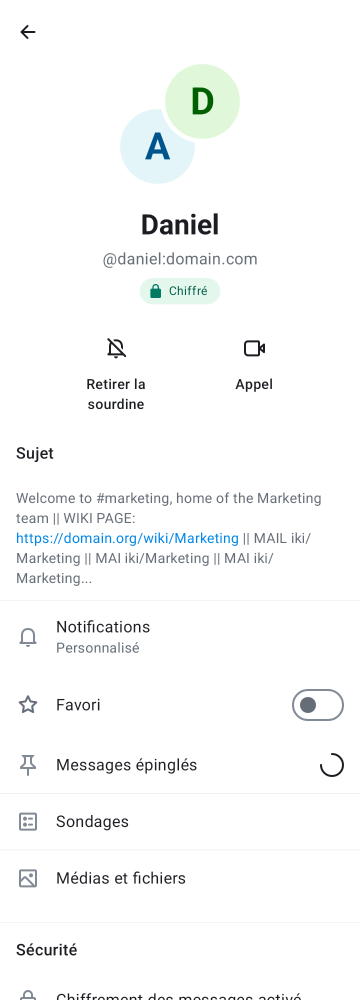 D
A
Daniel
@daniel:domain.com
Chiffré
Retirer la
sourdine
Appel
Sujet
Welcome to #marketing, home of the Marketing
team || WIKI PAGE:
https://domain.org/wiki/Marketing || MAIL iki/
Marketing || MAI iki/Marketing || MAI iki/
Marketing...
Notifications
Personnalisé
Favori
Messages épinglés
Sondages
Médias et fichiers
Sécurité
Chiffrement des messages activé